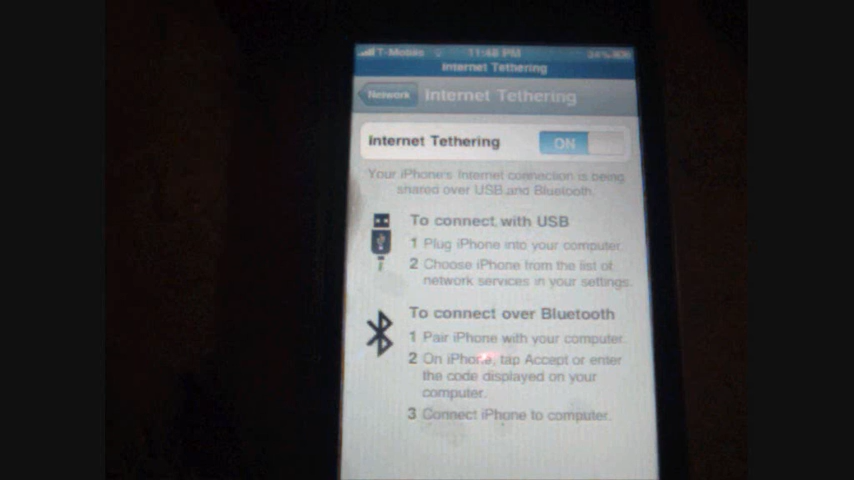 T-Mobile 11:48 PM 24%
Internet Tethering
Network Internet Tethering
Internet Tethering ON
Your iPhone's Internet connection is being
shared over USB and Bluetooth.
To connect with USB
1 Plug iPhone into your computer.
2 Choose iPhone from the list of
network services in your settings.
To connect over Bluetooth
1 Pair iPhone with your computer.
2 On iPhone, tap Accept or enter
the code displayed on your
computer.
3 Connect iPhone to computer.